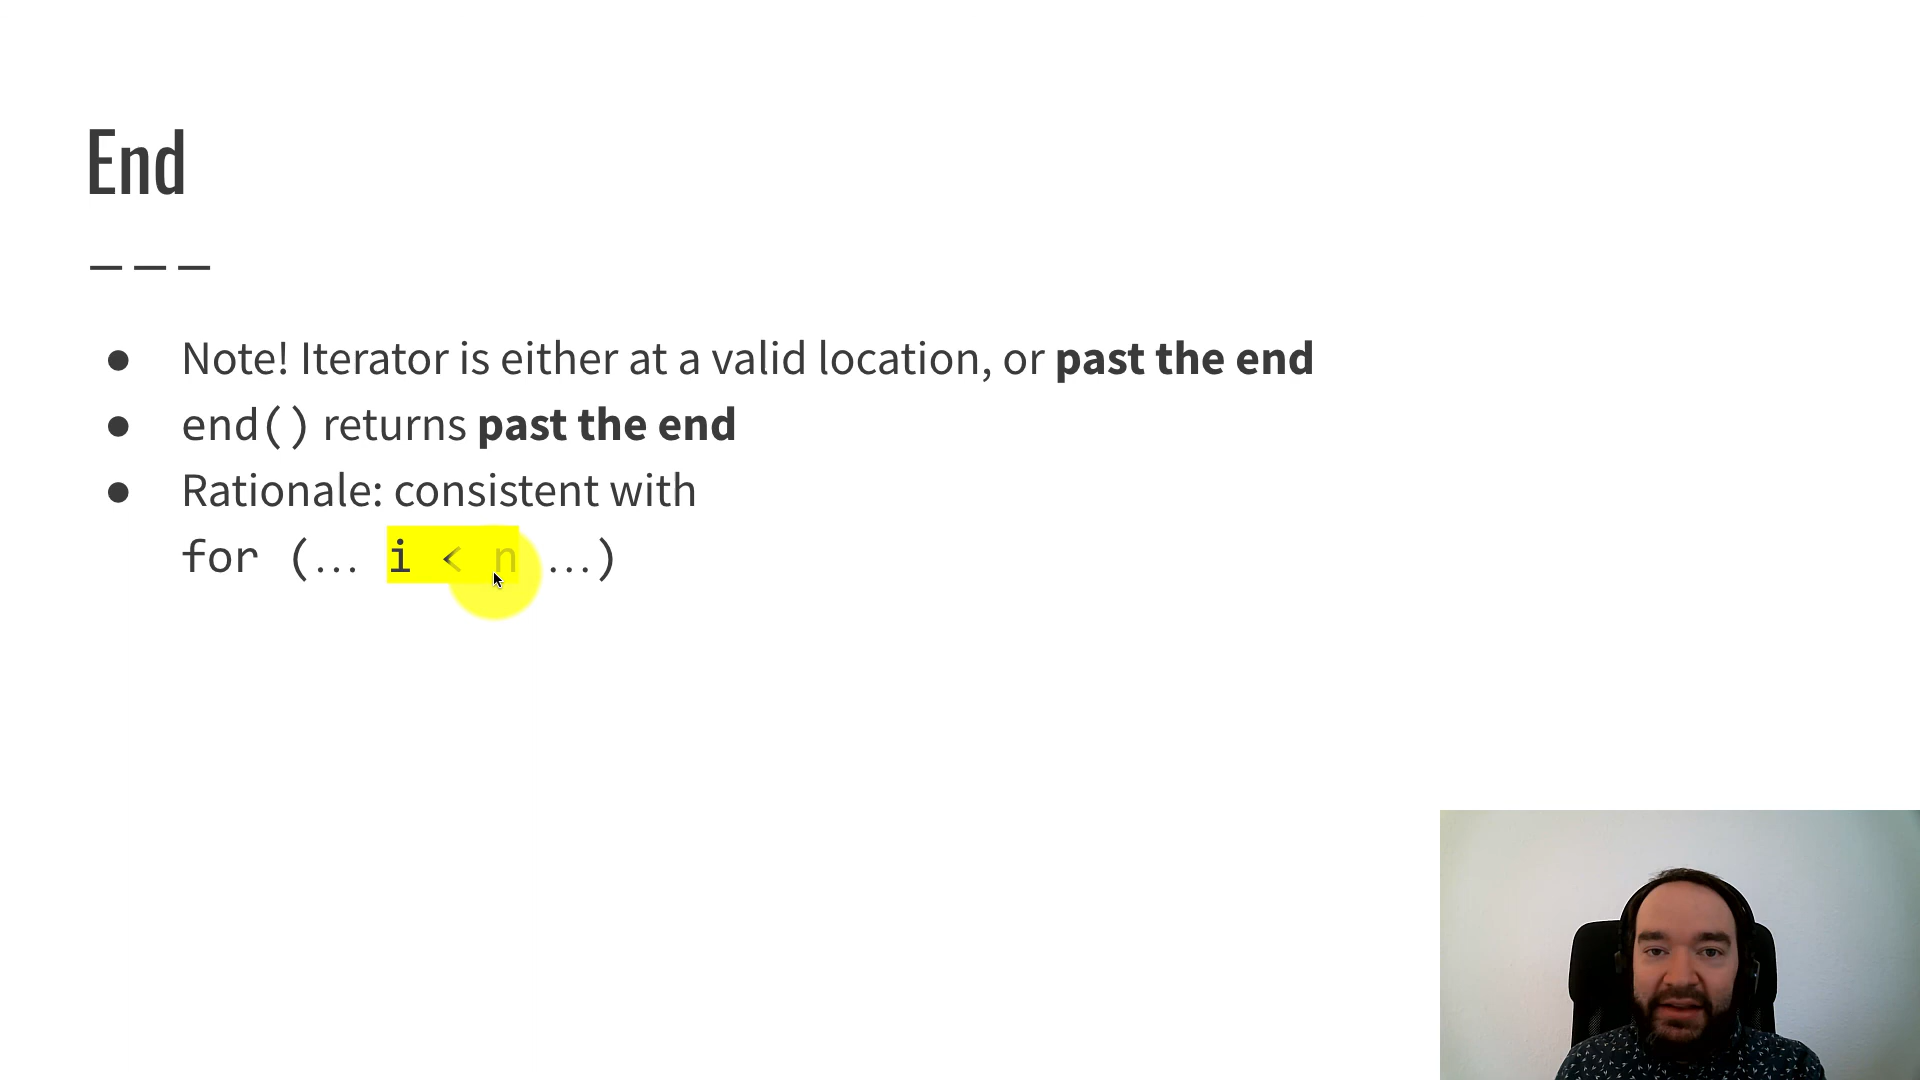 End
● Note! Iterator is either at a valid location, or past the end
● end() returns past the end
● Rationale: consistent with
for (... i < n ...)